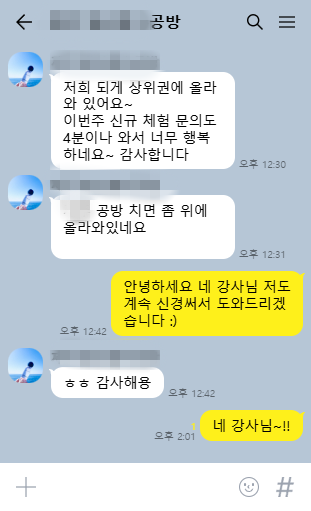 공방
저희 되게 상위권에 올라
와 있어요~
이번주 신규 체험 문의도
4분이나 와서 너무 행복
하네요~ 감사합니다
오후 12:30
공방 치면 좀 위에
올라와있네요
오후 12:31
안녕하세요 네 강사님 저도
계속 신경써서 도와드리겠
습니다 :)
오후 12:42
ㅎㅎ 감사해용
오후 12:42
1
네 강사님~!!
오후 2:01
#